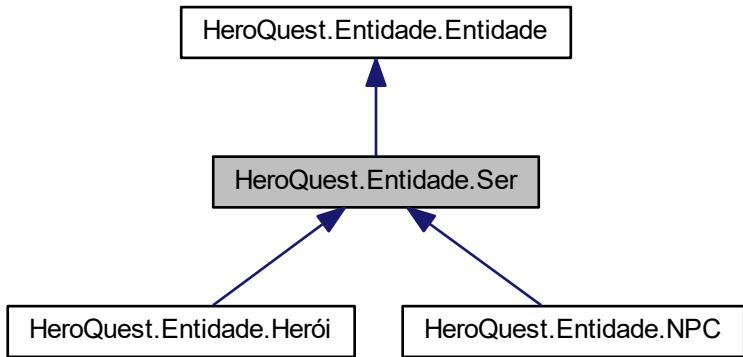 HeroQuest.Entidade.Entidade
HeroQuest.Entidade.Ser
HeroQuest.Entidade.Herói
HeroQuest.Entidade.NPC